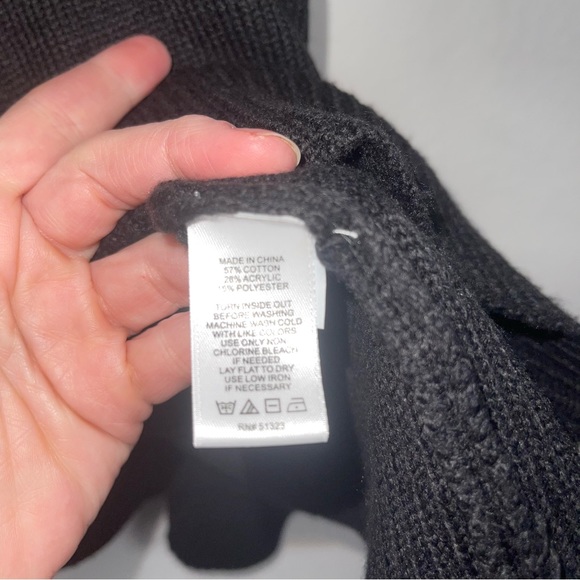 MADE IN CHINA
57% COTTON
28% ACRYLIC
15% POLYESTER
TURN INSIDE OUT
BEFORE WASHING
MACHINE WASH COLD
WITH LIKE COLORS
USE ONLY NON
CHLORINE BLEACH
IF NEEDED
LAY FLAT TO DRY
USE LOW IRON
IF NECESSARY
RN# 51323